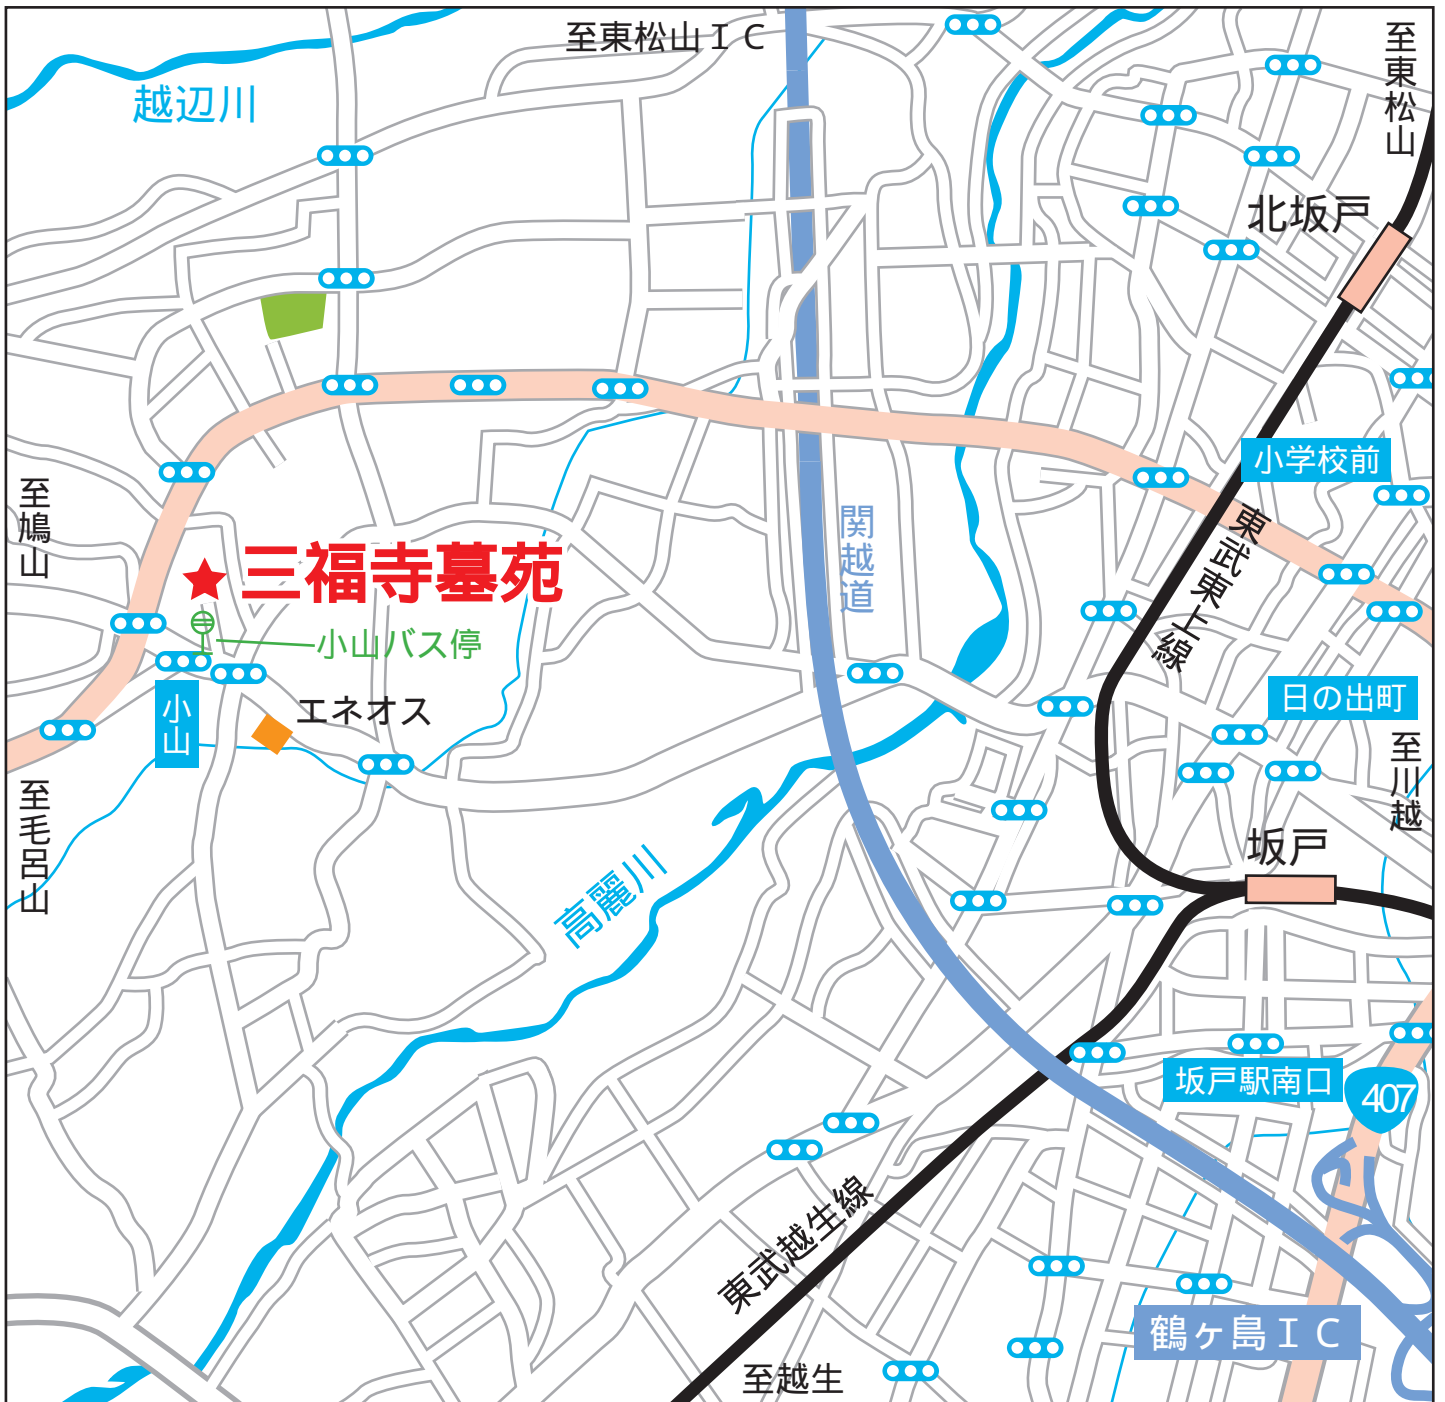 至東松山ＩＣ
至東松山
越辺川
北坂戸
小学校前
至鳩山
関越道
東武東上線
三福寺墓苑
小山バス停
小山
エネオス
日の出町
至川越
至毛呂山
坂戸
高麗川
坂戸駅南口
407
東武越生線
鶴ヶ島ＩＣ
至越生